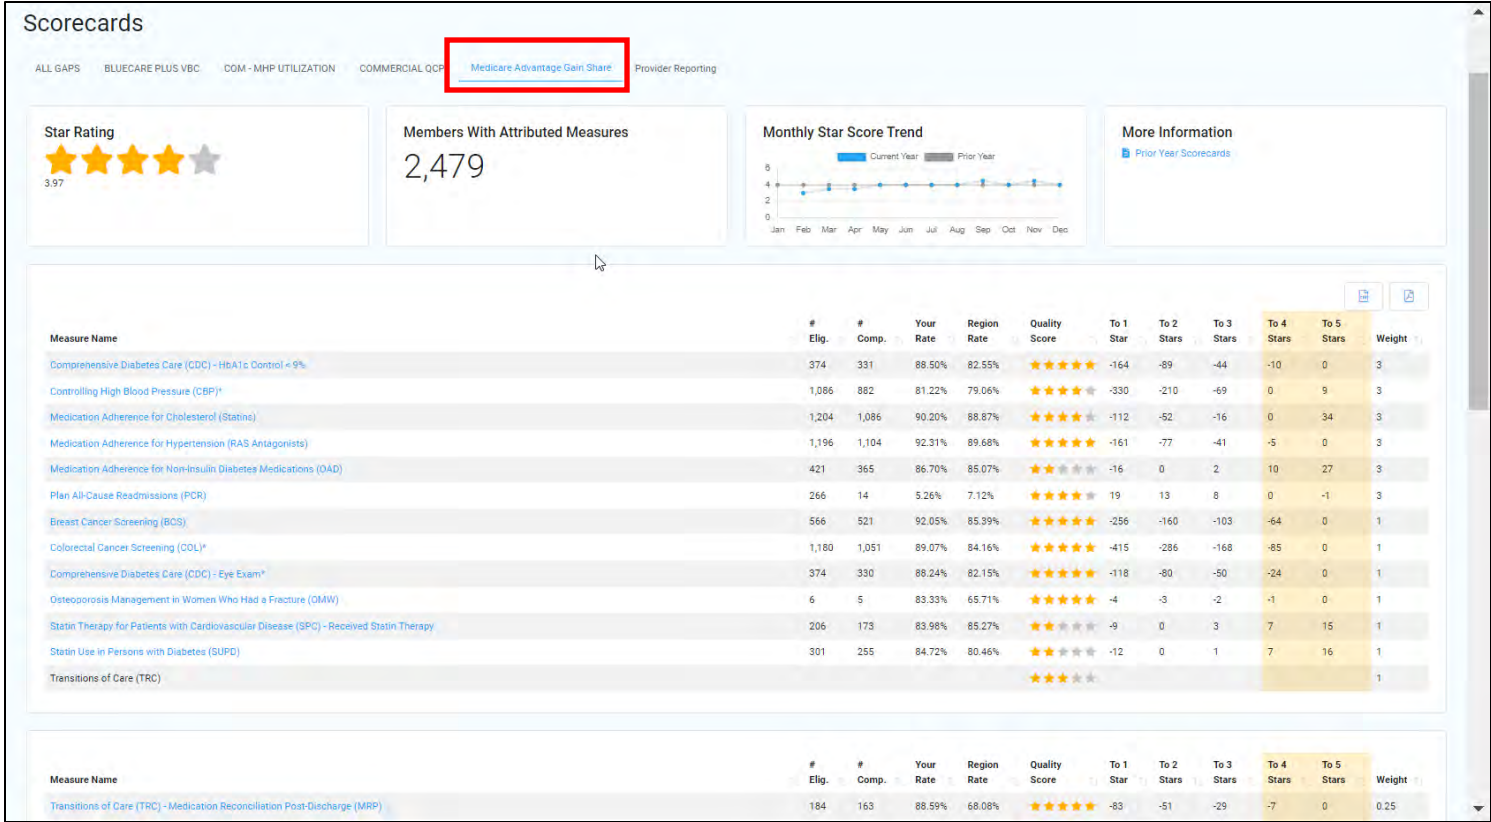 Scorecards
ALL GAPS BLUECARE PLUS VBC COM - MHP UTILIZATION COMMERCIAL QCP Medicare Advantage Gain Share Provider Reporting
Star Rating
3.97
Members With Attributed Measures
2,479
Monthly Star Score Trend
Current Year Prior Year
6
4
2
0
Jan Feb Mar Apr May Jun Jul Aug Sep Oct Nov Dec
More Information
Prior Year Scorecards
Measure Name # Elig. # Comp. Your Rate Region Rate Quality Score To 1 Star To 2 Stars To 3 Stars To 4 Stars To 5 Stars Weight
Comprehensive Diabetes Care (CDC) - HbA1c Control < 9% 374 331 88.50% 82.55% -164 -89 -44 -10 0 3
Controlling High Blood Pressure (CBP)* 1,086 882 81.22% 79.06% -330 -210 -69 0 9 3
Medication Adherence for Cholesterol (Statins) 1,204 1,086 90.20% 88.87% -112 -52 -16 0 34 3
Medication Adherence for Hypertension (RAS Antagonists) 1,196 1,104 92.31% 89.68% -161 -77 -41 -5 0 3
Medication Adherence for Non-Insulin Diabetes Medications (OAD) 421 365 86.70% 85.07% -16 0 2 10 27 3
Plan All-Cause Readmissions (PCR) 266 14 5.26% 7.12% 19 13 8 0 -1 3
Breast Cancer Screening (BCS) 566 521 92.05% 85.39% -256 -160 -103 -64 0 1
Colorectal Cancer Screening (COL)* 1,180 1,051 89.07% 84.16% -415 -286 -168 -85 0 1
Comprehensive Diabetes Care (CDC) - Eye Exam* 374 330 88.24% 82.15% -118 -80 -50 -24 0 1
Osteoporosis Management in Women Who Had a Fracture (OMW) 6 5 83.33% 65.71% -4 -3 -2 -1 0 1
Statin Therapy for Patients with Cardiovascular Disease (SPC) - Received Statin Therapy 206 173 83.98% 85.27% -9 0 3 7 15 1
Statin Use in Persons with Diabetes (SUPD) 301 255 84.72% 80.46% -12 0 1 7 16 1
Transitions of Care (TRC) 1
Measure Name # Elig. # Comp. Your Rate Region Rate Quality Score To 1 Star To 2 Stars To 3 Stars To 4 Stars To 5 Stars Weight
Transitions of Care (TRC) - Medication Reconciliation Post-Discharge (MRP) 184 163 88.59% 68.08% -83 -51 -29 -7 0 0.25